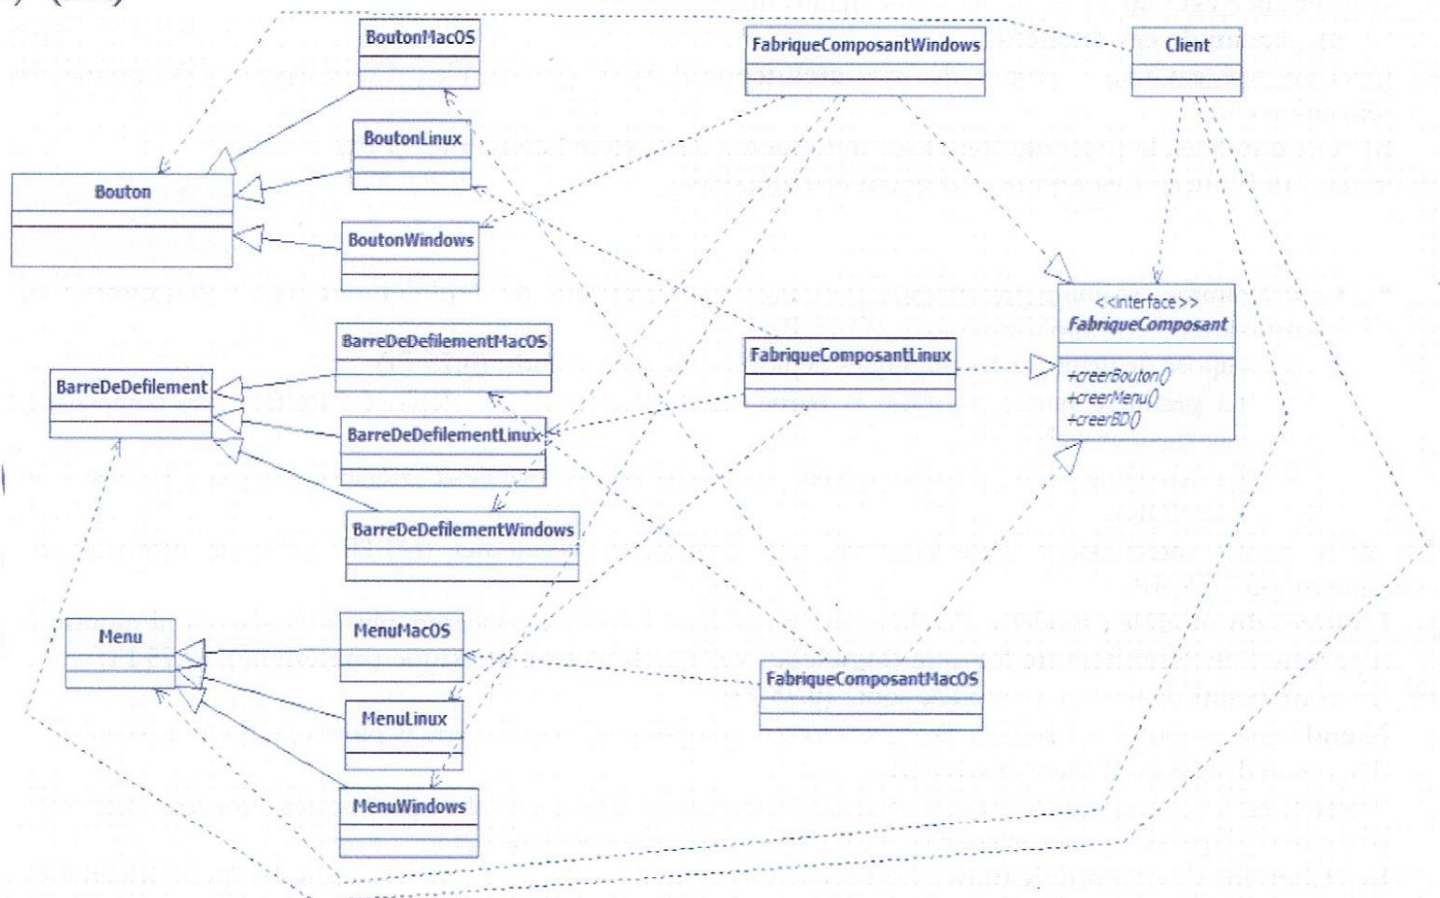 BoutonMacOS
FabriqueComposantWindows
Client
BoutonLinux
Bouton
BoutonWindows
<<interface>>
FabriqueComposant
+creerBouton()
+creerMenu()
+creerBD()
BarreDeDefilementMacOS
FabriqueComposantLinux
BarreDeDefilement
BarreDeDefilementLinux
BarreDeDefilementWindows
Menu
MenuMacOS
FabriqueComposantMacOS
MenuLinux
MenuWindows